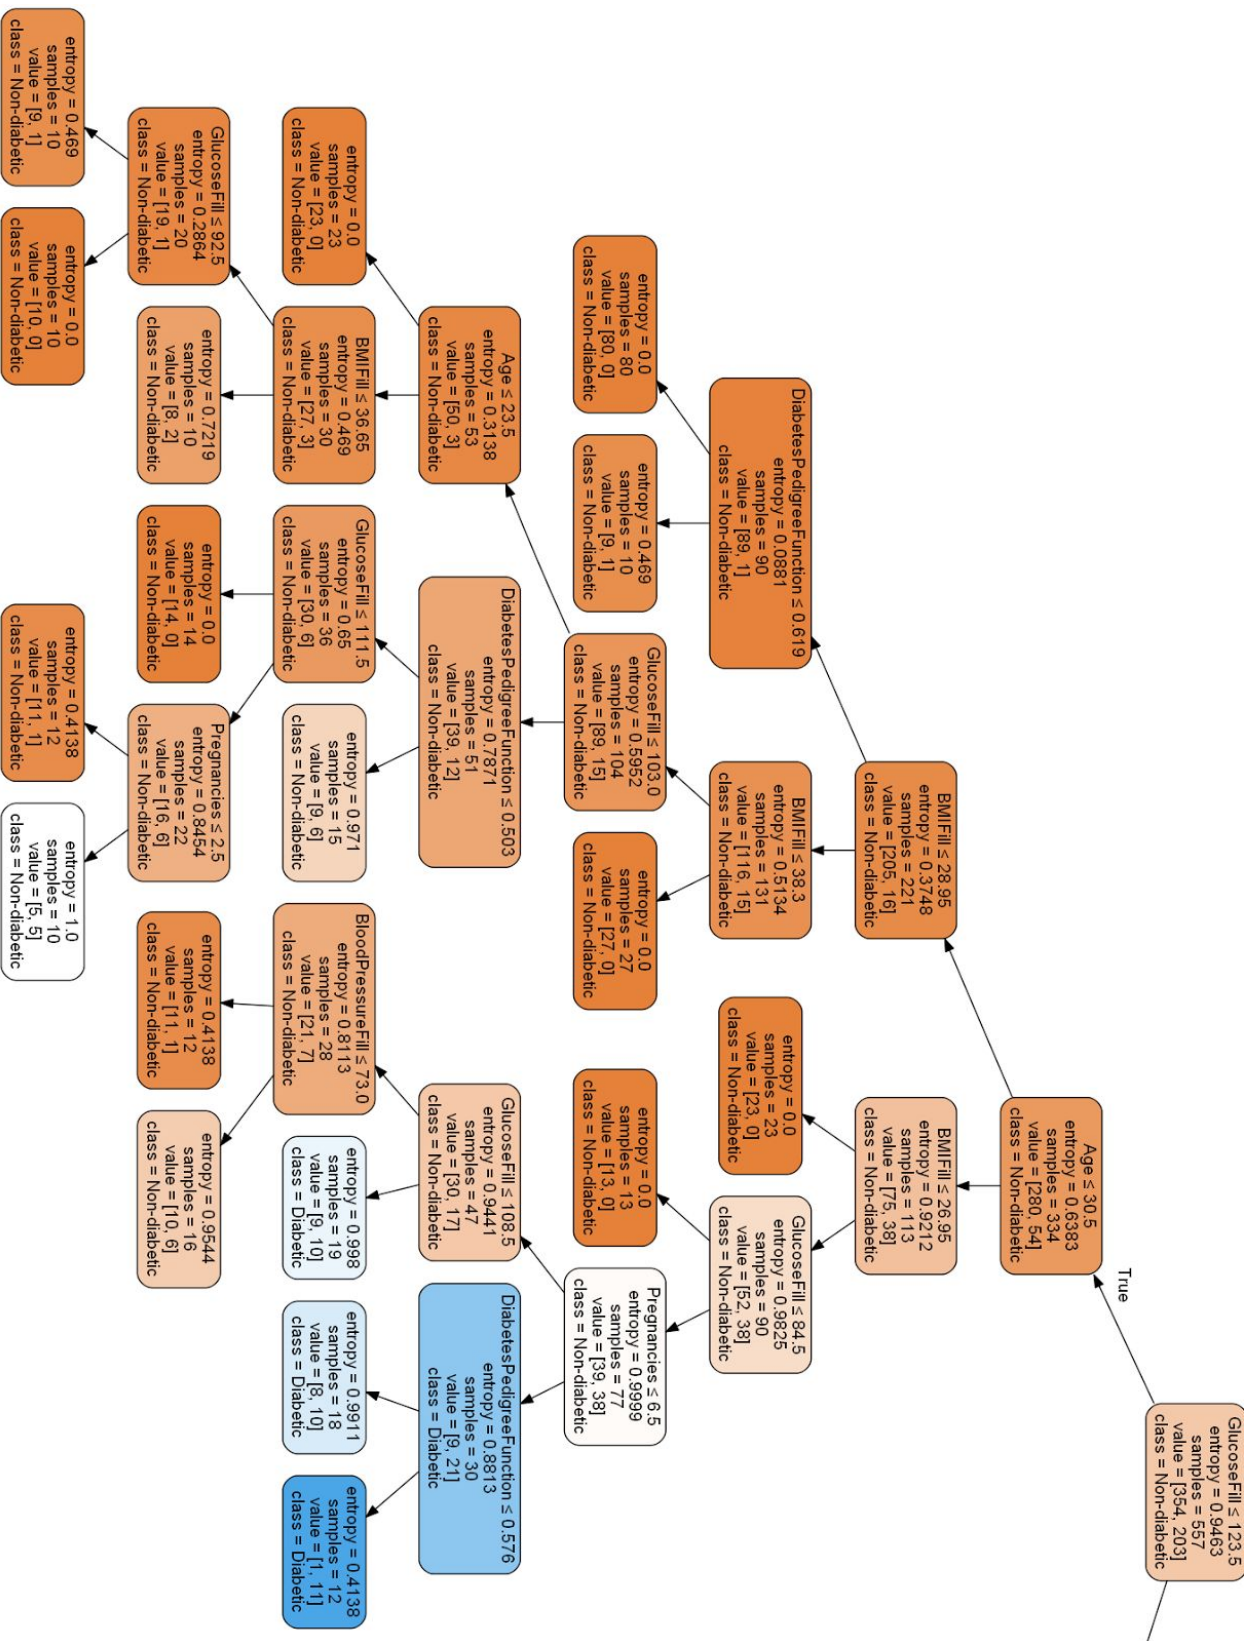 GlucoseFill ≤ 123.5
entropy = 0.9463
samples = 557
value = [354, 203]
class = Non-diabetic
True
Age ≤ 30.5
entropy = 0.6383
samples = 334
value = [280, 54]
class = Non-diabetic
BMIFill ≤ 28.95
entropy = 0.3748
samples = 221
value = [205, 16]
class = Non-diabetic
BMIFill ≤ 26.95
entropy = 0.9212
samples = 113
value = [75, 38]
class = Non-diabetic
DiabetesPedigreeFunction ≤ 0.619
entropy = 0.0881
samples = 90
value = [89, 1]
class = Non-diabetic
BMIFill ≤ 38.3
entropy = 0.5134
samples = 131
value = [116, 15]
class = Non-diabetic
entropy = 0.0
samples = 23
value = [23, 0]
class = Non-diabetic
GlucoseFill ≤ 84.5
entropy = 0.9825
samples = 90
value = [52, 38]
class = Non-diabetic
entropy = 0.0
samples = 80
value = [80, 0]
class = Non-diabetic
entropy = 0.469
samples = 10
value = [9, 1]
class = Non-diabetic
GlucoseFill ≤ 103.0
entropy = 0.5952
samples = 104
value = [89, 15]
class = Non-diabetic
entropy = 0.0
samples = 27
value = [27, 0]
class = Non-diabetic
entropy = 0.0
samples = 13
value = [13, 0]
class = Non-diabetic
Pregnancies ≤ 6.5
entropy = 0.9999
samples = 77
value = [39, 38]
class = Non-diabetic
Age ≤ 23.5
entropy = 0.3138
samples = 53
value = [50, 3]
class = Non-diabetic
DiabetesPedigreeFunction ≤ 0.503
entropy = 0.7871
samples = 51
value = [39, 12]
class = Non-diabetic
GlucoseFill ≤ 108.5
entropy = 0.9441
samples = 47
value = [30, 17]
class = Non-diabetic
DiabetesPedigreeFunction ≤ 0.576
entropy = 0.8813
samples = 30
value = [9, 21]
class = Diabetic
entropy = 0.0
samples = 23
value = [23, 0]
class = Non-diabetic
BMIFill ≤ 36.65
entropy = 0.469
samples = 30
value = [27, 3]
class = Non-diabetic
GlucoseFill ≤ 111.5
entropy = 0.65
samples = 36
value = [30, 6]
class = Non-diabetic
entropy = 0.971
samples = 15
value = [9, 6]
class = Non-diabetic
BloodPressureFill ≤ 73.0
entropy = 0.8113
samples = 28
value = [21, 7]
class = Non-diabetic
entropy = 0.998
samples = 19
value = [9, 10]
class = Diabetic
entropy = 0.9911
samples = 18
value = [8, 10]
class = Diabetic
entropy = 0.4138
samples = 12
value = [1, 11]
class = Diabetic
GlucoseFill ≤ 92.5
entropy = 0.2864
samples = 20
value = [19, 1]
class = Non-diabetic
entropy = 0.7219
samples = 10
value = [8, 2]
class = Non-diabetic
entropy = 0.0
samples = 14
value = [14, 0]
class = Non-diabetic
Pregnancies ≤ 2.5
entropy = 0.8454
samples = 22
value = [16, 6]
class = Non-diabetic
entropy = 0.4138
samples = 12
value = [11, 1]
class = Non-diabetic
entropy = 0.9544
samples = 16
value = [10, 6]
class = Non-diabetic
entropy = 0.469
samples = 10
value = [9, 1]
class = Non-diabetic
entropy = 0.0
samples = 10
value = [10, 0]
class = Non-diabetic
entropy = 0.4138
samples = 12
value = [11, 1]
class = Non-diabetic
entropy = 1.0
samples = 10
value = [5, 5]
class = Non-diabetic